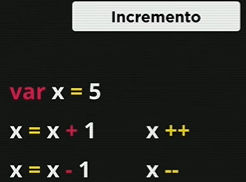 Incremento
var x = 5
x = x + 1 x ++
x = x - 1 x --